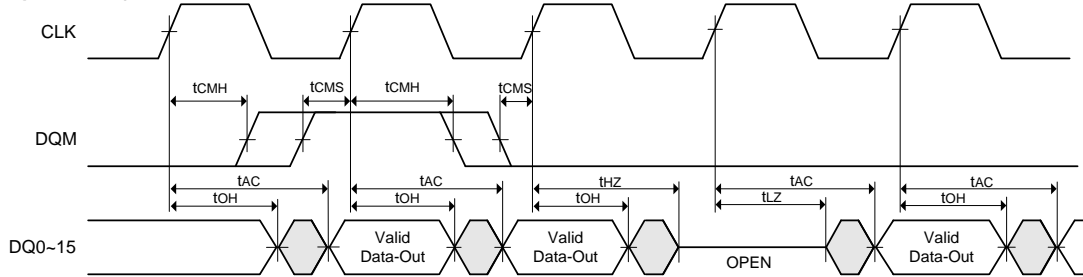 CLK
tCMH
tCMS
tCMH
tCMS
DQM
tAC
tAC
tHZ
tAC
tAC
tOH
tOH
tOH
tLZ
tOH
DQ0~15
Valid
Data-Out
Valid
Data-Out
OPEN
Valid
Data-Out